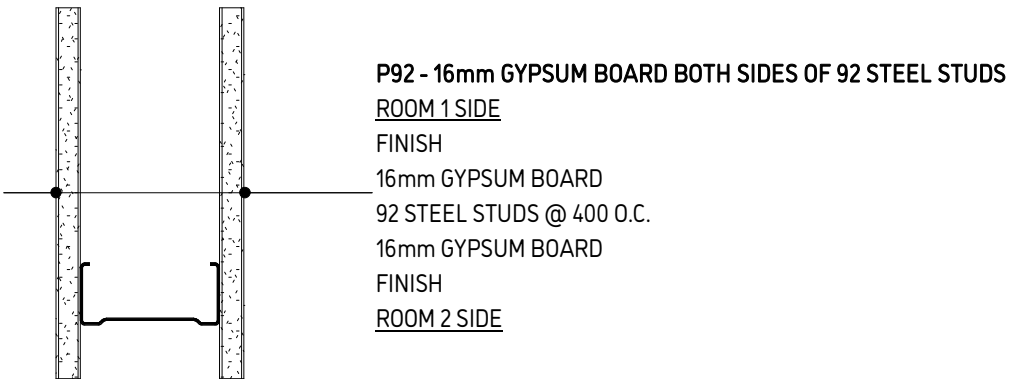 P92 - 16mm GYPSUM BOARD BOTH SIDES OF 92 STEEL STUDS
ROOM 1 SIDE
FINISH
16mm GYPSUM BOARD
92 STEEL STUDS @ 400 O.C.
16mm GYPSUM BOARD
FINISH
ROOM 2 SIDE